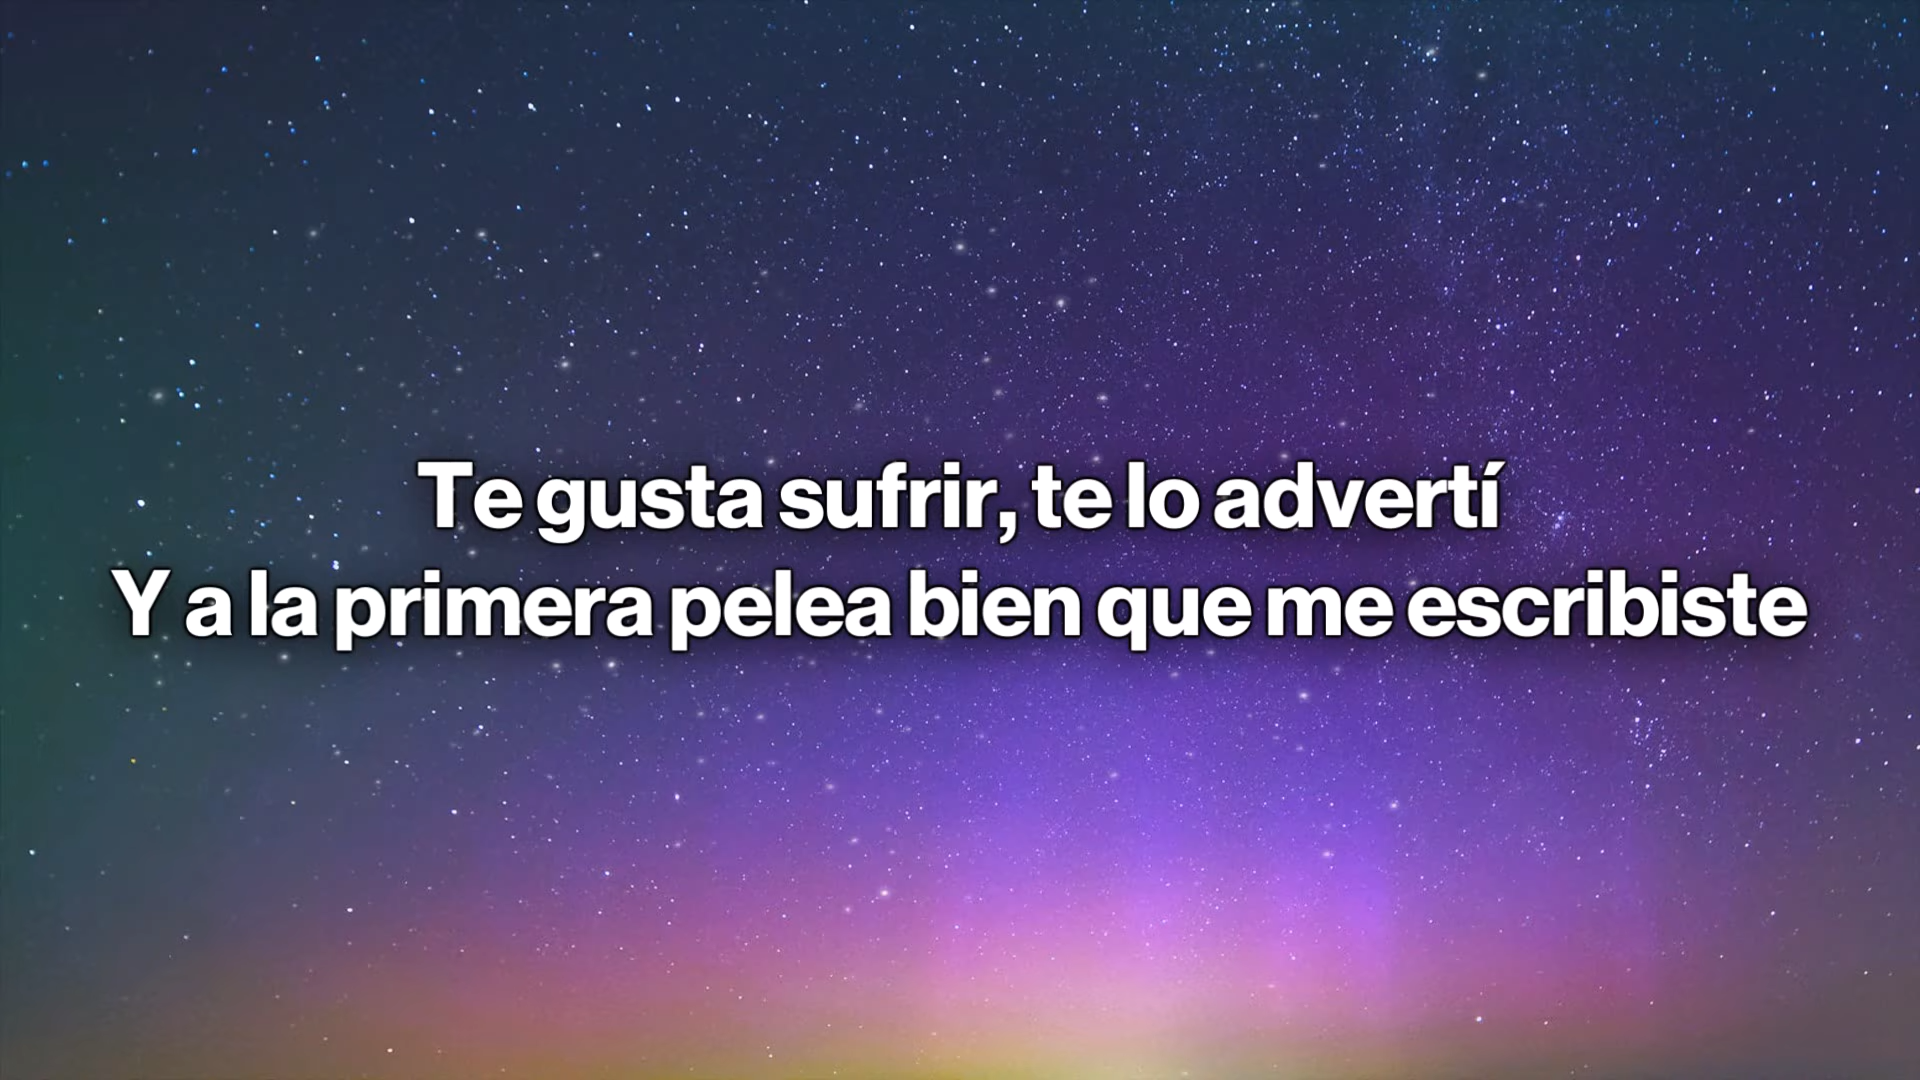 Te gusta sufrir, te lo advertí
Y a la primera pelea bien que me escribiste